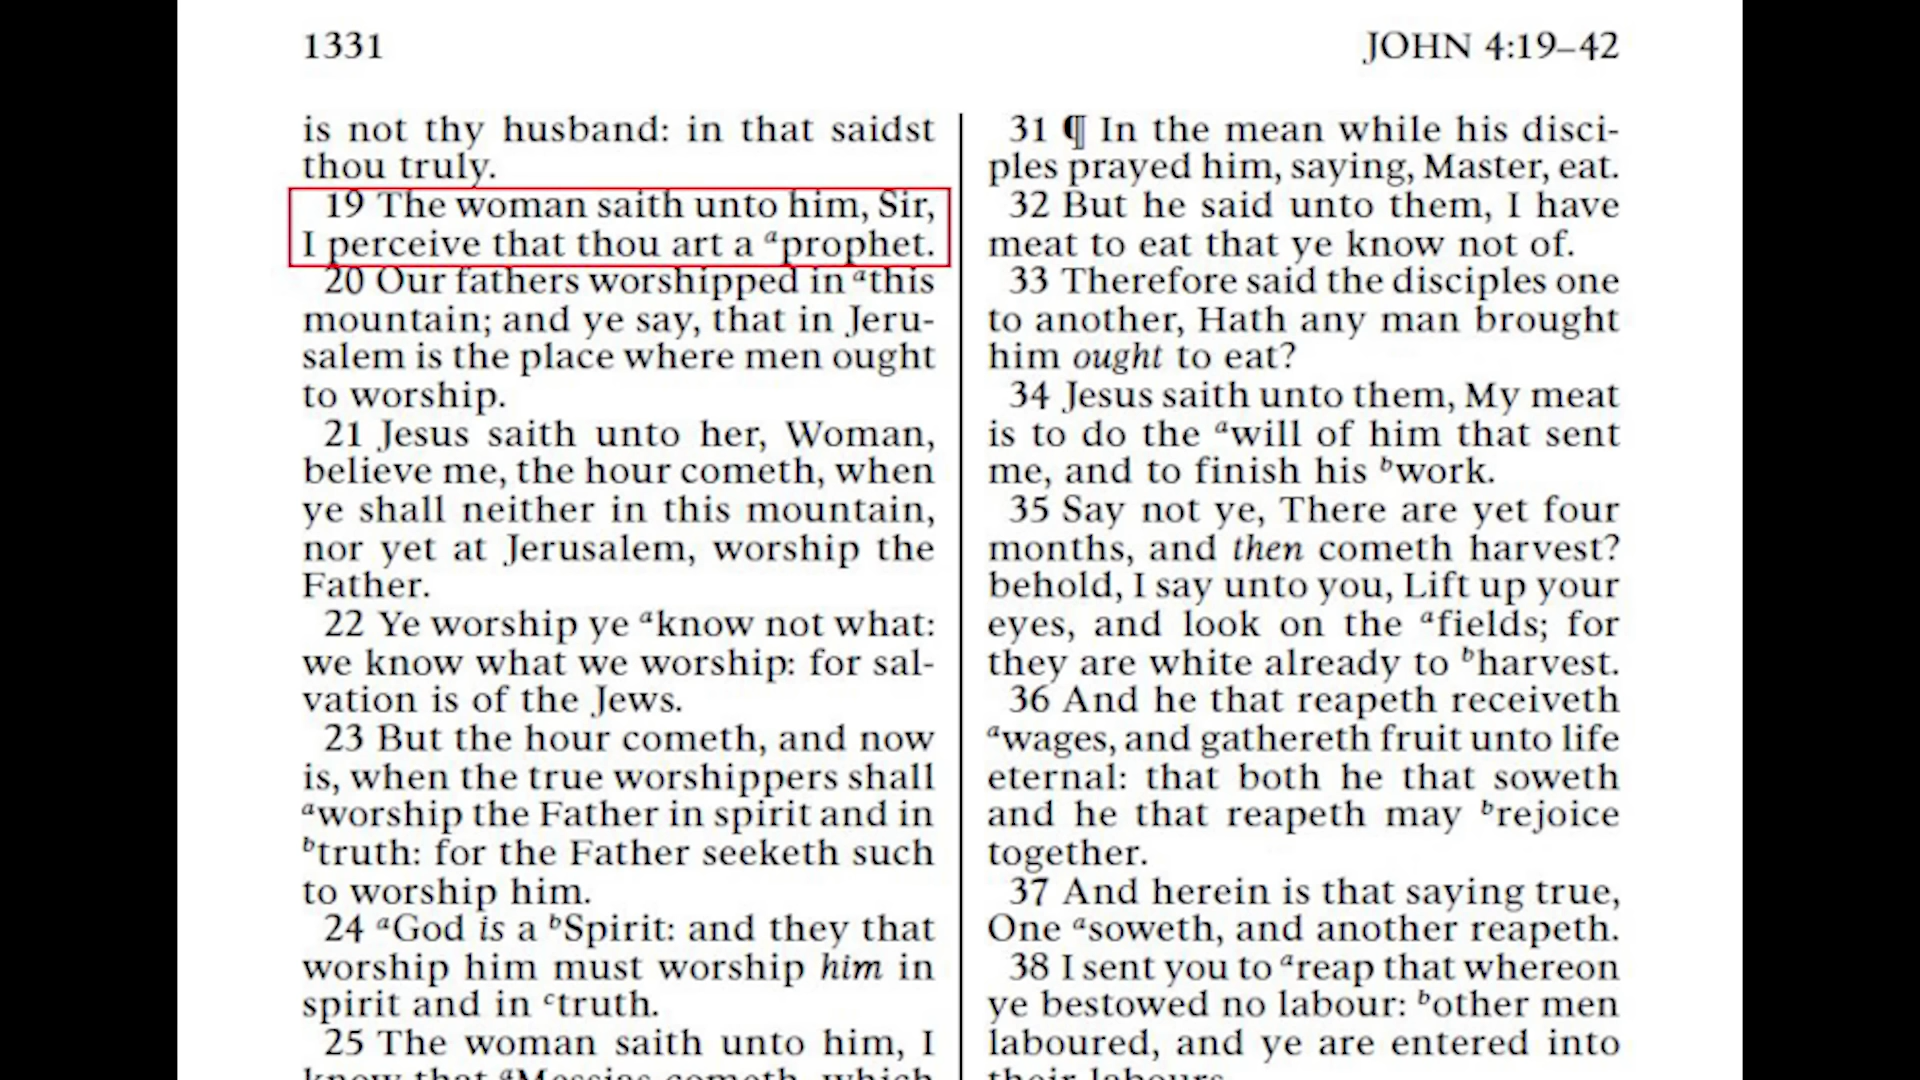 1331
JOHN 4:19–42
is not thy husband: in that saidst
thou truly.
19 The woman saith unto him, Sir,
I perceive that thou art a ᵃprophet.
20 Our fathers worshipped in ᵃthis
mountain; and ye say, that in Jeru-
salem is the place where men ought
to worship.
21 Jesus saith unto her, Woman,
believe me, the hour cometh, when
ye shall neither in this mountain,
nor yet at Jerusalem, worship the
Father.
22 Ye worship ye ᵃknow not what:
we know what we worship: for sal-
vation is of the Jews.
23 But the hour cometh, and now
is, when the true worshippers shall
ᵃworship the Father in spirit and in
ᵇtruth: for the Father seeketh such
to worship him.
24 ᵃGod is a ᵇSpirit: and they that
worship him must worship him in
spirit and in ᶜtruth.
25 The woman saith unto him, I
know that ᵃMessias cometh, which
31 ¶ In the mean while his disci-
ples prayed him, saying, Master, eat.
32 But he said unto them, I have
meat to eat that ye know not of.
33 Therefore said the disciples one
to another, Hath any man brought
him ought to eat?
34 Jesus saith unto them, My meat
is to do the ᵃwill of him that sent
me, and to finish his ᵇwork.
35 Say not ye, There are yet four
months, and then cometh harvest?
behold, I say unto you, Lift up your
eyes, and look on the ᵃfields; for
they are white already to ᵇharvest.
36 And he that reapeth receiveth
ᵃwages, and gathereth fruit unto life
eternal: that both he that soweth
and he that reapeth may ᵇrejoice
together.
37 And herein is that saying true,
One ᵃsoweth, and another reapeth.
38 I sent you to ᵃreap that whereon
ye bestowed no labour: ᵇother men
laboured, and ye are entered into
their labours.